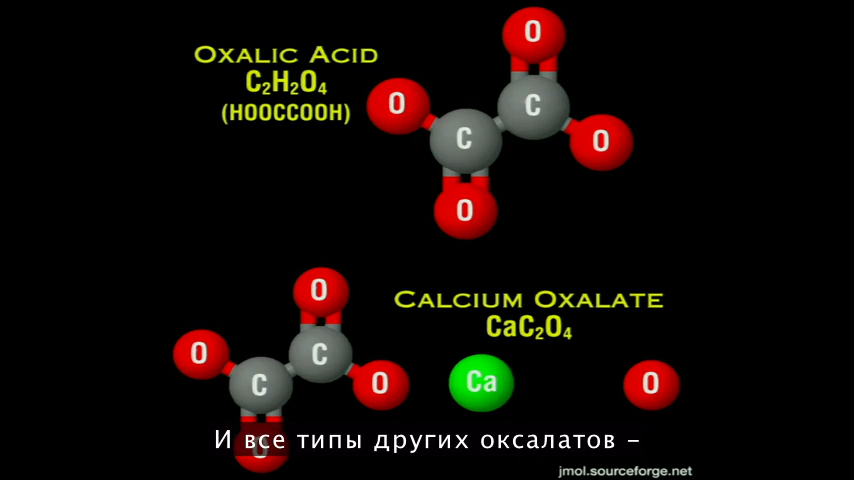 OXALIC ACID
C₂H₂O₄
(HOOCCOOH)
O
O
C
C
O
O
CALCIUM OXALATE
CaC₂O₄
O
O
C
C
O
Ca
O
O
И все типы других оксалатов –
jmol.sourceforge.net